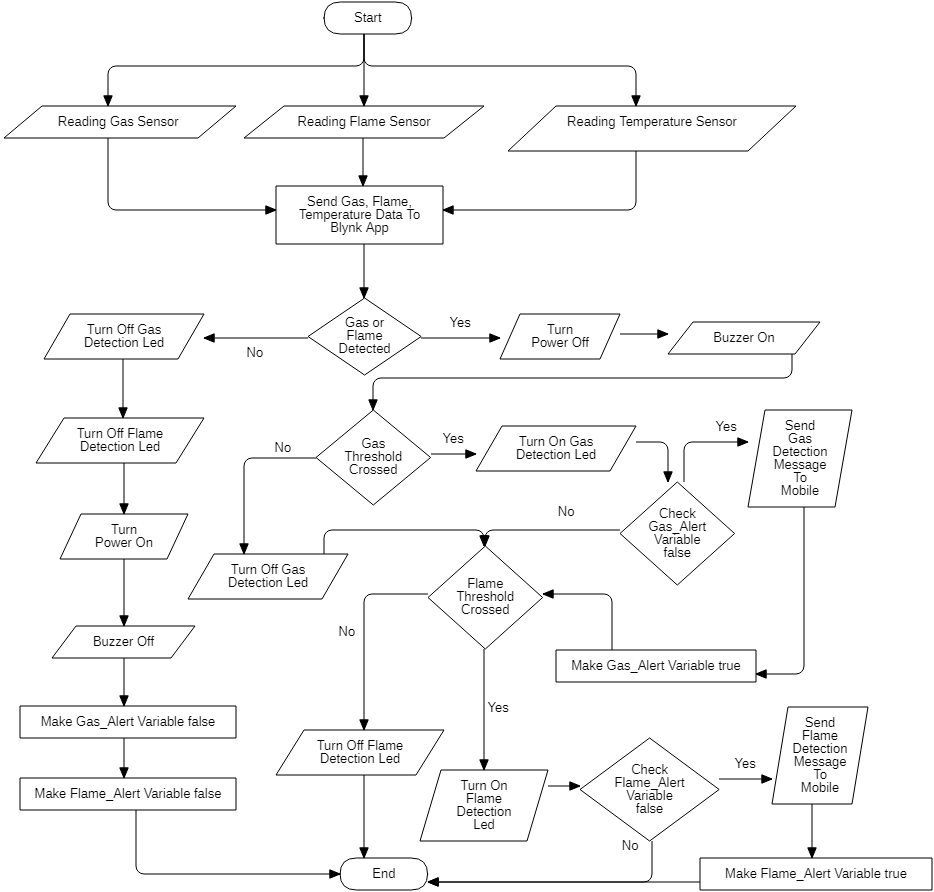 Start
Reading Gas Sensor
Reading Flame Sensor
Reading Temperature Sensor
Send Gas, Flame,
Temperature Data To
Blynk App
Gas or
Flame
Detected
No
Yes
Turn Off Gas
Detection Led
Turn
Power Off
Buzzer On
Turn Off Flame
Detection Led
Gas
Threshold
Crossed
No
Yes
Turn On Gas
Detection Led
Yes
Send
Gas
Detection
Message
To
Mobile
Check
Gas_Alert
Variable
false
No
Turn
Power On
Turn Off Gas
Detection Led
Flame
Threshold
Crossed
No
Yes
Buzzer Off
Make Gas_Alert Variable true
Make Gas_Alert Variable false
Turn Off Flame
Detection Led
Make Flame_Alert Variable false
Turn On
Flame
Detection
Led
Check
Flame_Alert
Variable
false
Yes
No
Send
Flame
Detection
Message
To
Mobile
End
Make Flame_Alert Variable true